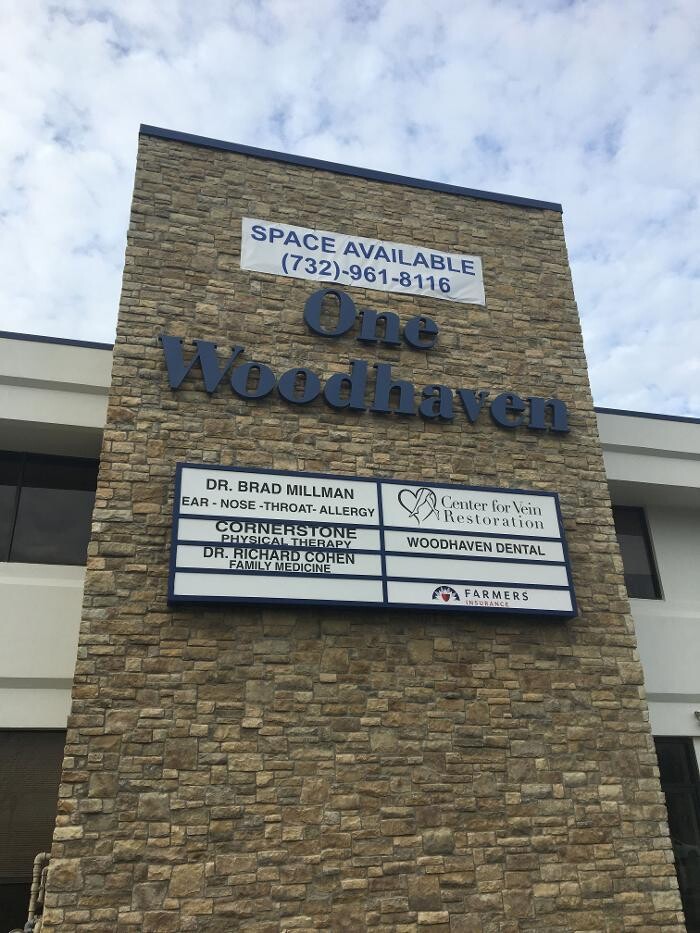 SPACE AVAILABLE
(732)-961-8116
One
Woodhaven
DR. BRAD MILLMAN
EAR - NOSE -THROAT- ALLERGY
CORNERSTONE
PHYSICAL THERAPY
DR. RICHARD COHEN
FAMILY MEDICINE
Center for Vein
Restoration
WOODHAVEN DENTAL
FARMERS
INSURANCE